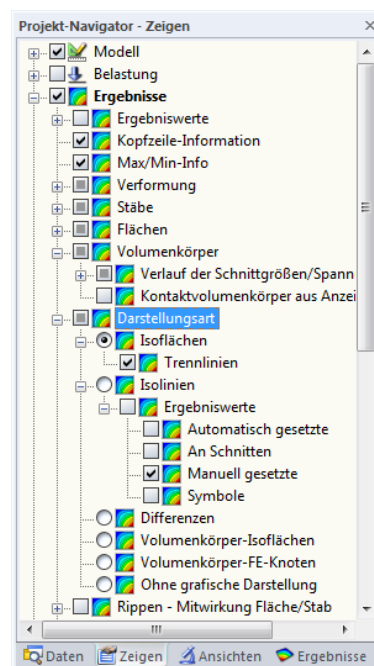 Projekt-Navigator - Zeigen
Modell
Belastung
Ergebnisse
Ergebniswerte
Kopfzeile-Information
Max/Min-Info
Verformung
Stäbe
Flächen
Volumenkörper
Verlauf der Schnittgrößen/Spann
Kontaktvolumenkörper aus Anzei
Darstellungsart
Isoflächen
Trennlinien
Isolinien
Ergebniswerte
Automatisch gesetzte
An Schnitten
Manuell gesetzte
Symbole
Differenzen
Volumenkörper-Isoflächen
Volumenkörper-FE-Knoten
Ohne grafische Darstellung
Rippen - Mitwirkung Fläche/Stab
Daten Zeigen Ansichten Ergebnisse